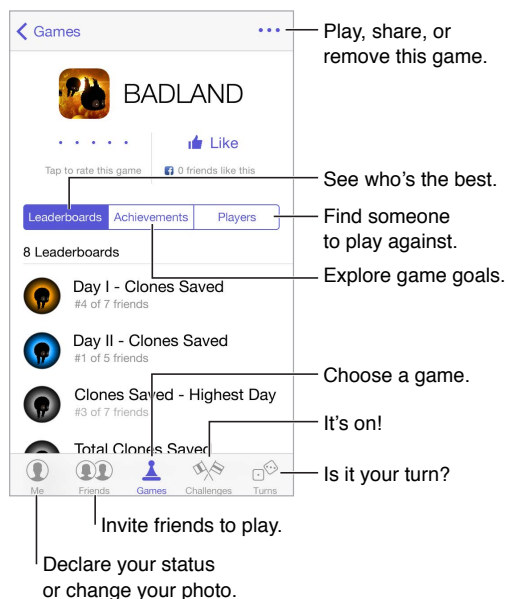 Games
Play, share, or
remove this game.
BADLAND
Like
Tap to rate this game
0 friends like this
See who's the best.
Leaderboards Achievements Players
Find someone
to play against.
8 Leaderboards
Explore game goals.
Day I - Clones Saved
#4 of 7 friends
Day II - Clones Saved
#1 of 5 friends
Choose a game.
Clones Saved - Highest Day
#3 of 7 friends
It's on!
Total Clones Saved
Is it your turn?
Me Friends Games Challenges Turns
Invite friends to play.
Declare your status
or change your photo.